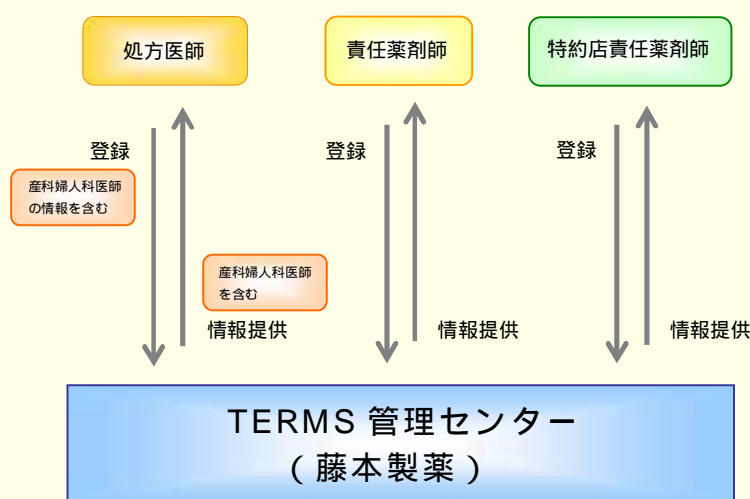 処方医師
責任薬剤師
特約店責任薬剤師
登録
登録
登録
産科婦人科医師
の情報を含む
産科婦人科医師
を含む
情報提供
情報提供
情報提供
TERMS 管理センター
（藤本製薬）